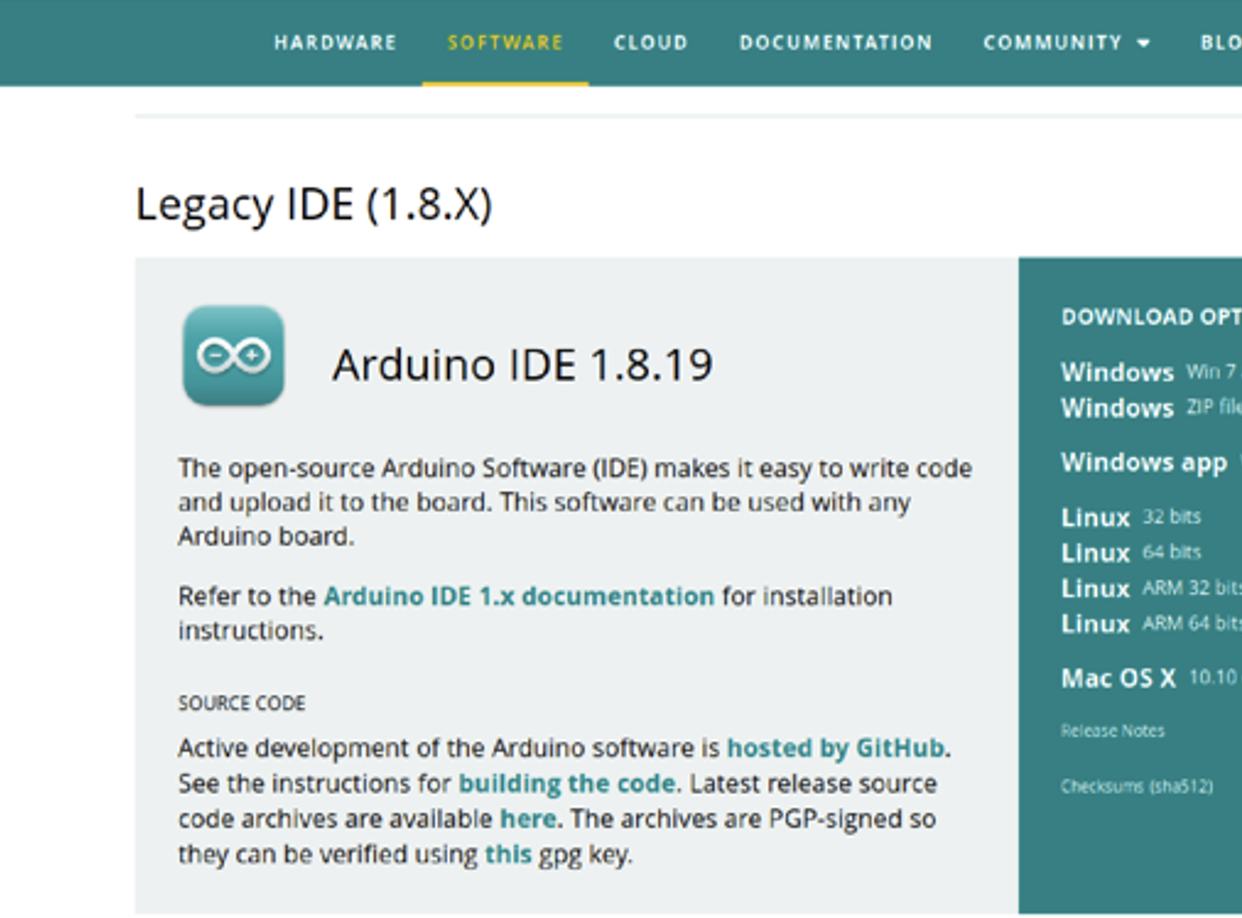 HARDWARE SOFTWARE CLOUD DOCUMENTATION COMMUNITY BLO
Legacy IDE (1.8.X)
Arduino IDE 1.8.19
The open-source Arduino Software (IDE) makes it easy to write code
and upload it to the board. This software can be used with any
Arduino board.
Refer to the Arduino IDE 1.x documentation for installation
instructions.
SOURCE CODE
Active development of the Arduino software is hosted by GitHub.
See the instructions for building the code. Latest release source
code archives are available here. The archives are PGP-signed so
they can be verified using this gpg key.
DOWNLOAD OPT
Windows Win 7
Windows ZIP file
Windows app
Linux 32 bits
Linux 64 bits
Linux ARM 32 bits
Linux ARM 64 bits
Mac OS X 10.10
Release Notes
Checksums (sha512)